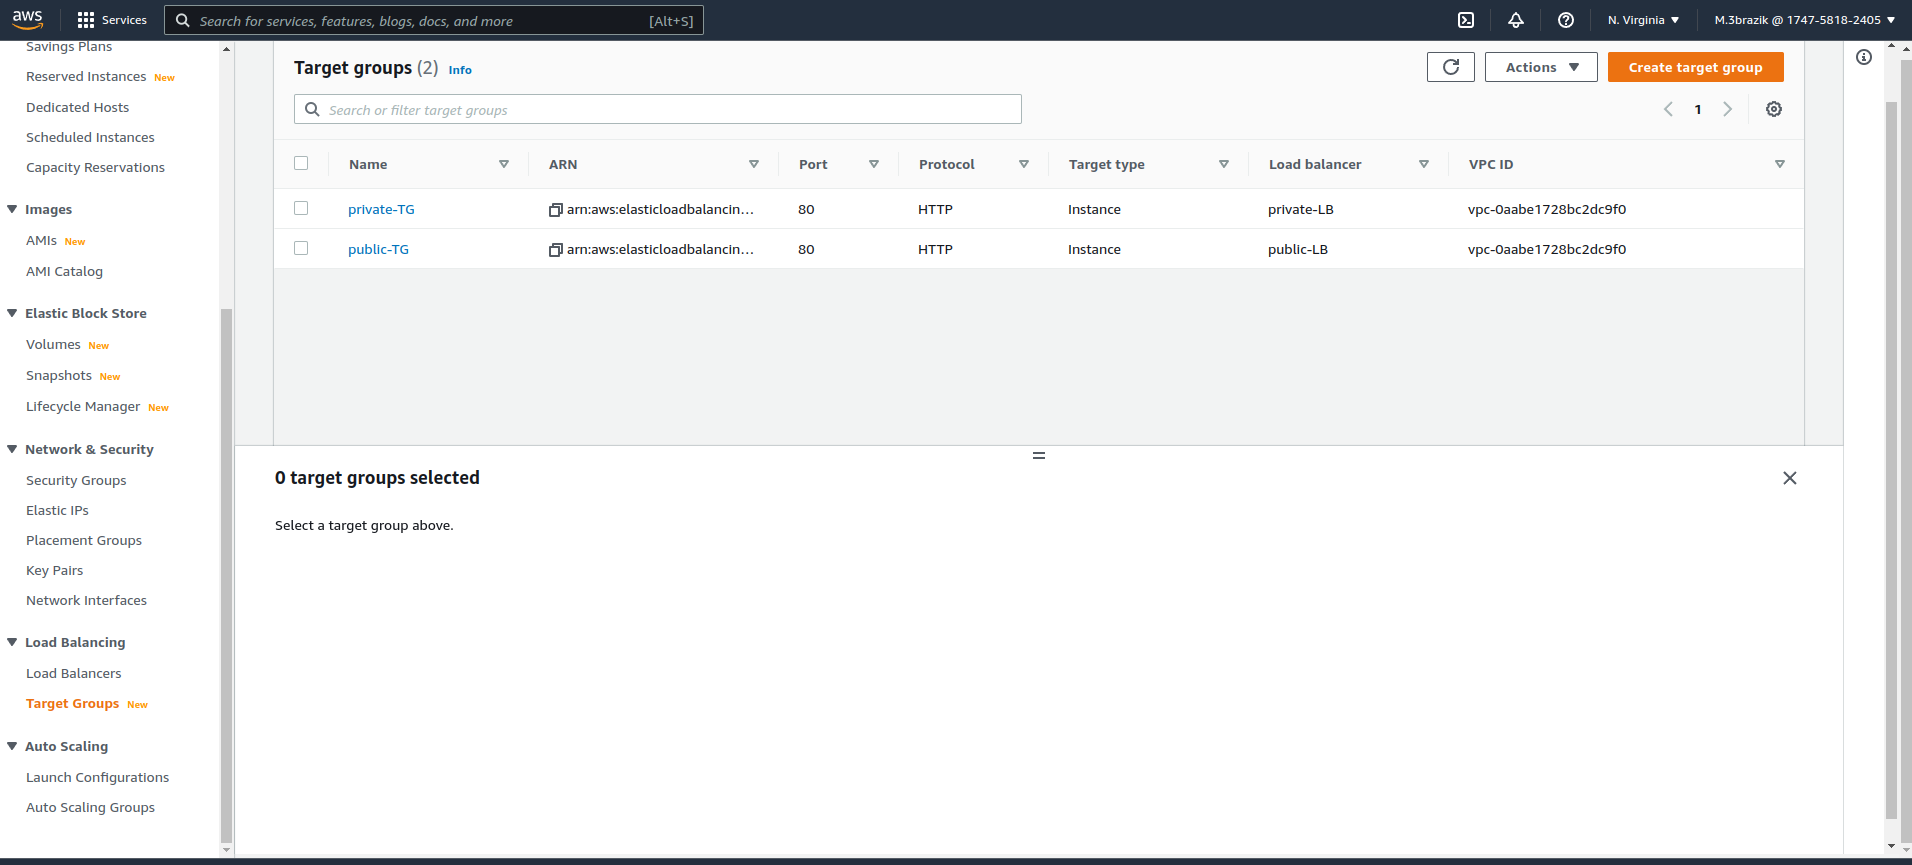 aws Services Search for services, features, blogs, docs, and more [Alt+S] N. Virginia M.3brazik @ 1747-5818-2405
Savings Plans
Reserved Instances New
Dedicated Hosts
Scheduled Instances
Capacity Reservations
Images
AMIs New
AMI Catalog
Elastic Block Store
Volumes New
Snapshots New
Lifecycle Manager New
Network & Security
Security Groups
Elastic IPs
Placement Groups
Key Pairs
Network Interfaces
Load Balancing
Load Balancers
Target Groups New
Auto Scaling
Launch Configurations
Auto Scaling Groups
Target groups (2) Info Actions Create target group
Search or filter target groups 1
Name ARN Port Protocol Target type Load balancer VPC ID
private-TG arn:aws:elasticloadbalancin... 80 HTTP Instance private-LB vpc-0aabe1728bc2dc9f0
public-TG arn:aws:elasticloadbalancin... 80 HTTP Instance public-LB vpc-0aabe1728bc2dc9f0
0 target groups selected
Select a target group above.